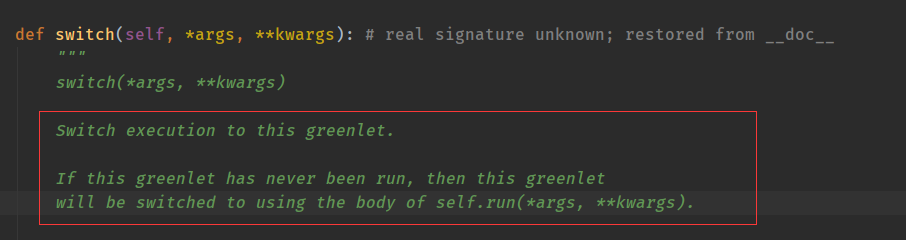 def switch(self, *args, **kwargs): # real signature unknown; restored from __doc__
"""
switch(*args, **kwargs)
Switch execution to this greenlet.
If this greenlet has never been run, then this greenlet
will be switched to using the body of self.run(*args, **kwargs).